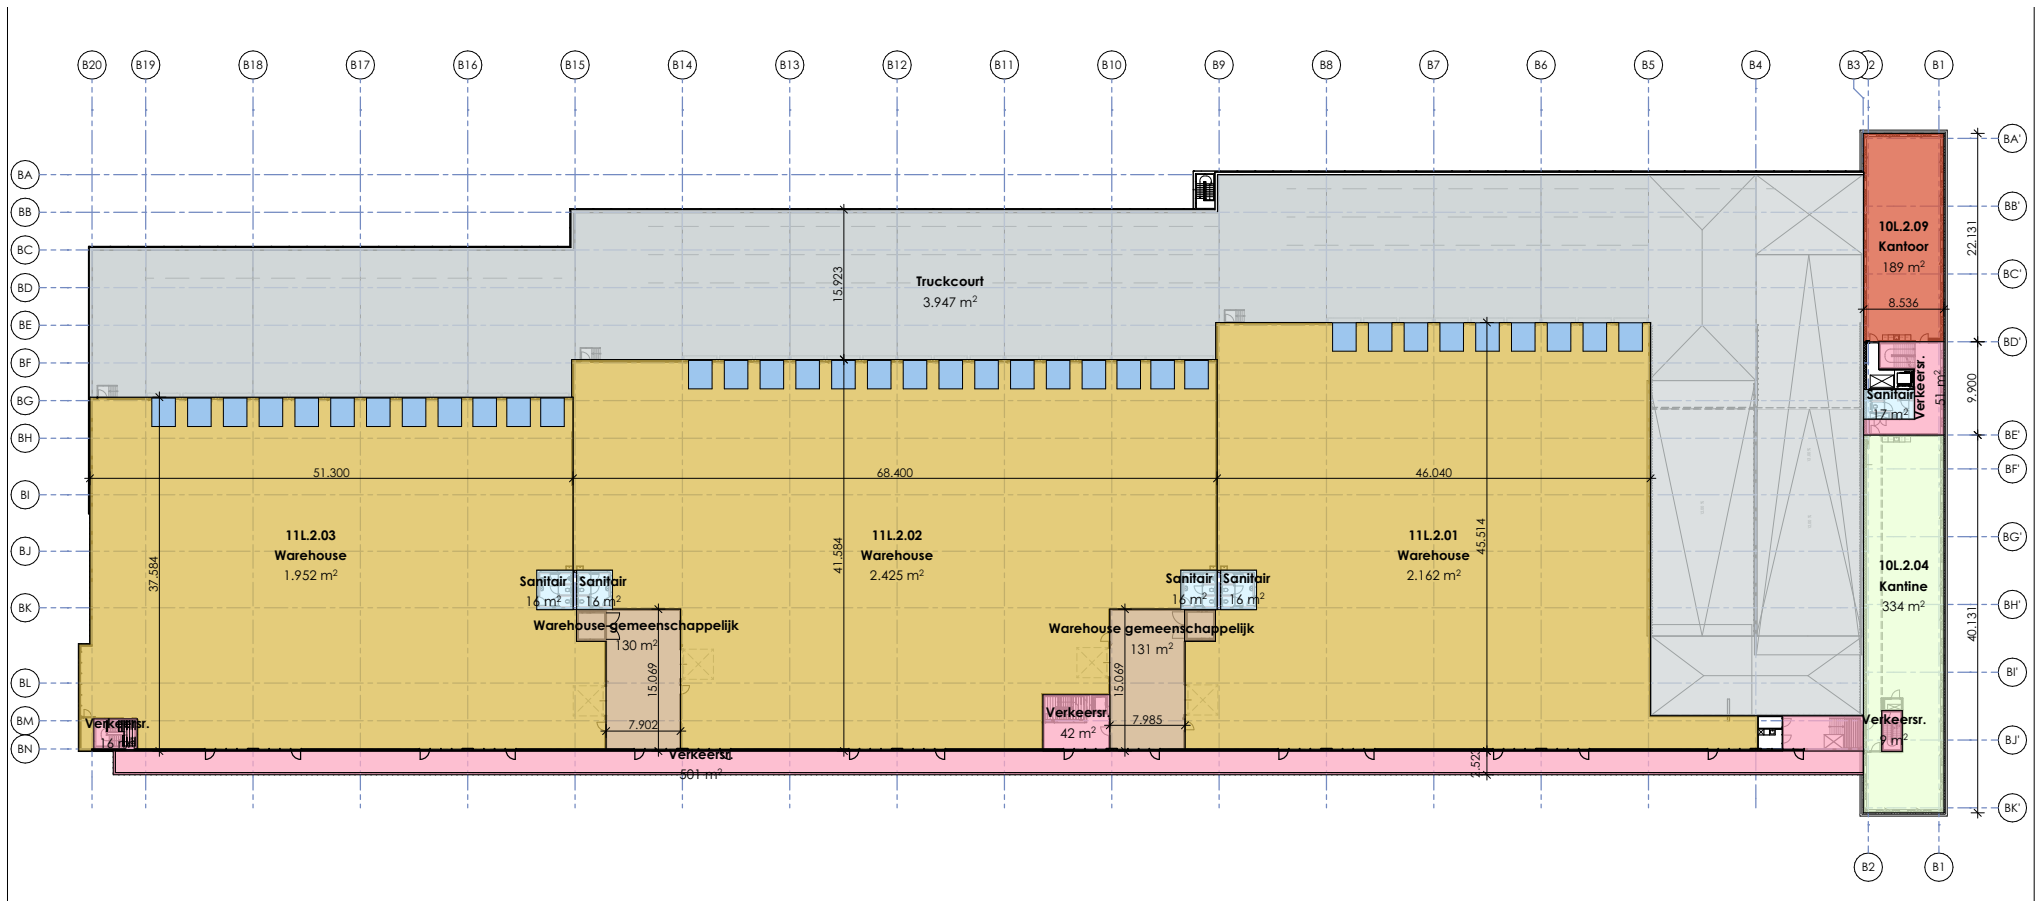 B20 B19 B18 B17 B16 B15 B14 B13 B12 B11 B10 B9 B8 B7 B6 B5 B4 B3 2 B1
BA
BB
BC
BD
BE
BF
BG
BH
BI
BJ
BK
BL
BM
BN
BA'
BB'
BC'
BD'
BE'
BF'
BG'
BH'
BI'
BJ'
BK'
B2 B1
Truckcourt
3.947 m²
15.923
10L.2.09
Kantoor
189 m²
8.536
22.131
9.900
40.131
Verkeersr.
51 m²
Sanitair
17 m²
51.300
68.400
46.040
11L.2.03
Warehouse
1.952 m²
37.584
11L.2.02
Warehouse
2.425 m²
41.584
11L.2.01
Warehouse
2.162 m²
45.514
10L.2.04
Kantine
334 m²
Sanitair
16 m²
Sanitair
16 m²
Sanitair
16 m²
Sanitair
16 m²
Warehouse gemeenschappelijk
130 m²
15.069
7.902
Warehouse gemeenschappelijk
131 m²
15.069
7.985
Verkeersr.
16 m²
Verkeersr.
42 m²
Verkeersr.
501 m²
2.523
Verkeersr.
9 m²